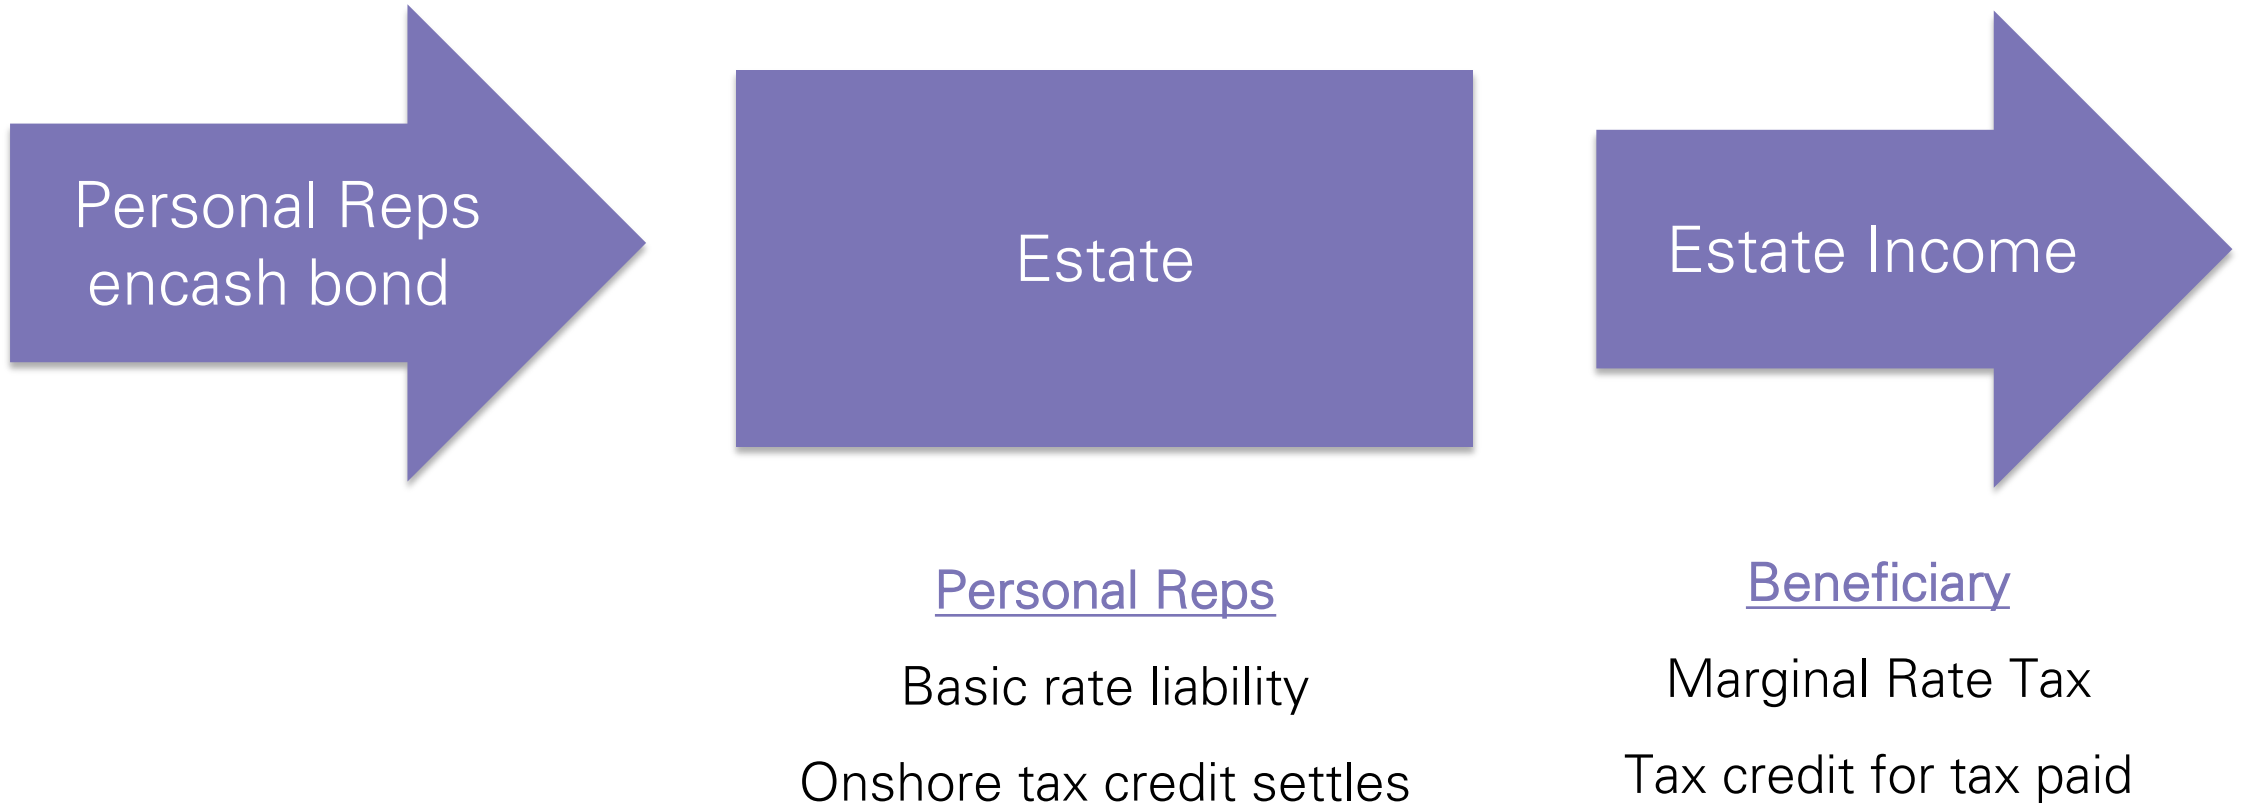 Personal Reps
encash bond
Estate
Estate Income
Personal Reps
Basic rate liability
Onshore tax credit settles
Beneficiary
Marginal Rate Tax
Tax credit for tax paid